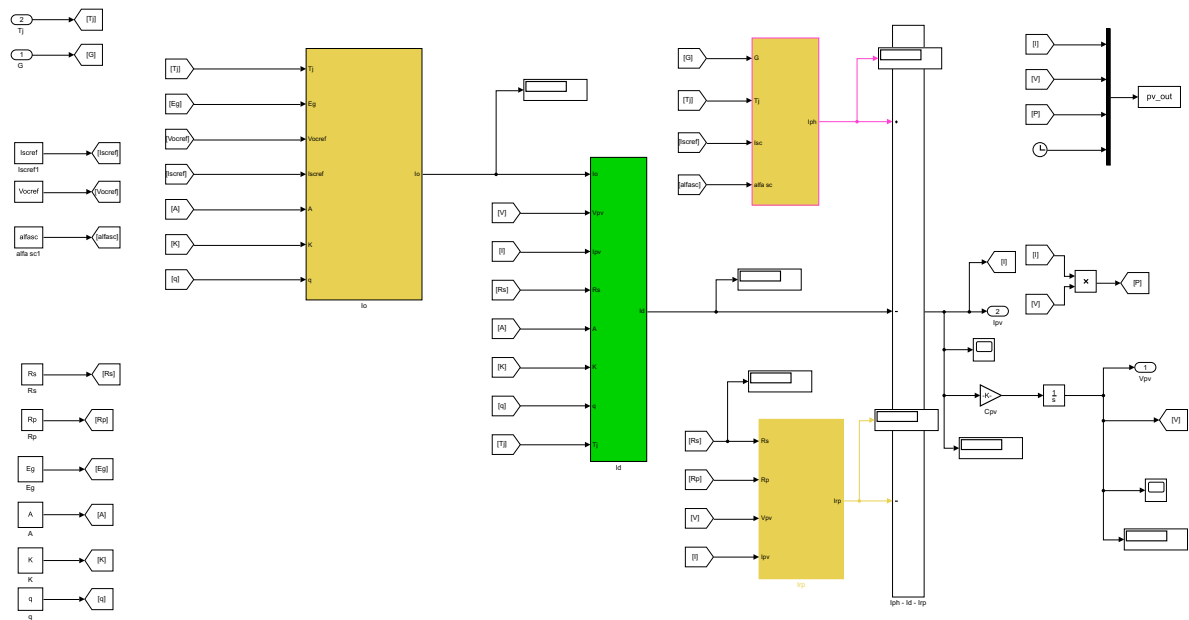 2
[Tj]
Tj
1
[G]
G
Iscref
[Iscref]
Iscref1
Vocref
[Vocref]
alfasc
[alfasc]
alfa sc1
Rs
[Rs]
Rs
Rp
[Rp]
Rp
Eg
[Eg]
Eg
A
[A]
A
K
[K]
K
q
[q]
q
[Tj]
Tj
[Eg]
Eg
[Vocref]
Vocref
[Iscref]
Iscref
Io
[A]
A
[K]
K
[q]
q
Io
Io
[V]
Vpv
[I]
Ipv
[Rs]
Rs
Id
[A]
A
[K]
K
[q]
q
[Tj]
Tj
Id
[G]
G
[Tj]
Tj
Iph
[Iscref]
Isc
[alfasc]
alfa sc
[Rs]
Rs
[Rp]
Rp
Irp
[V]
Vpv
[I]
Ipv
Irp
+
-
-
Iph - Id - Irp
[I]
[V]
[P]
pv_out
[I]
2
Ipv
[I]
[V]
×
[P]
-K-
Cpv
1
s
1
Vpv
[V]